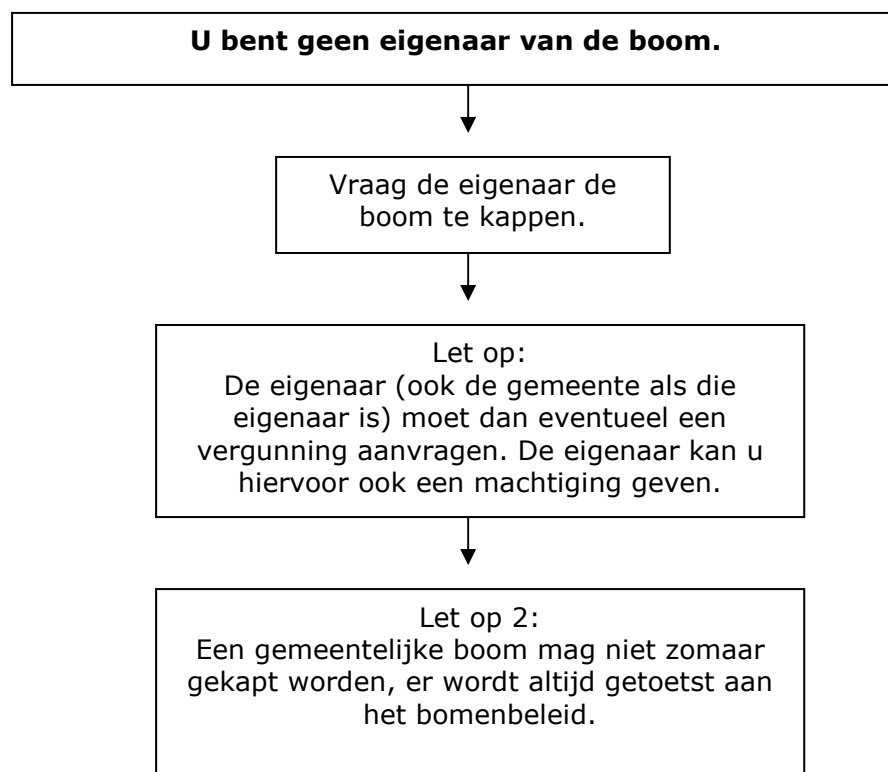 U bent geen eigenaar van de boom.
Vraag de eigenaar de
boom te kappen.
Let op:
De eigenaar (ook de gemeente als die
eigenaar is) moet dan eventueel een
vergunning aanvragen. De eigenaar kan u
hiervoor ook een machtiging geven.
Let op 2:
Een gemeentelijke boom mag niet zomaar
gekapt worden, er wordt altijd getoetst aan
het bomenbeleid.